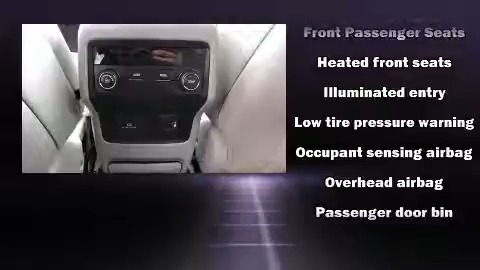 Front Passenger Seats
Heated front seats
Illuminated entry
Low tire pressure warning
Occupant sensing airbag
Overhead airbag
Passenger door bin